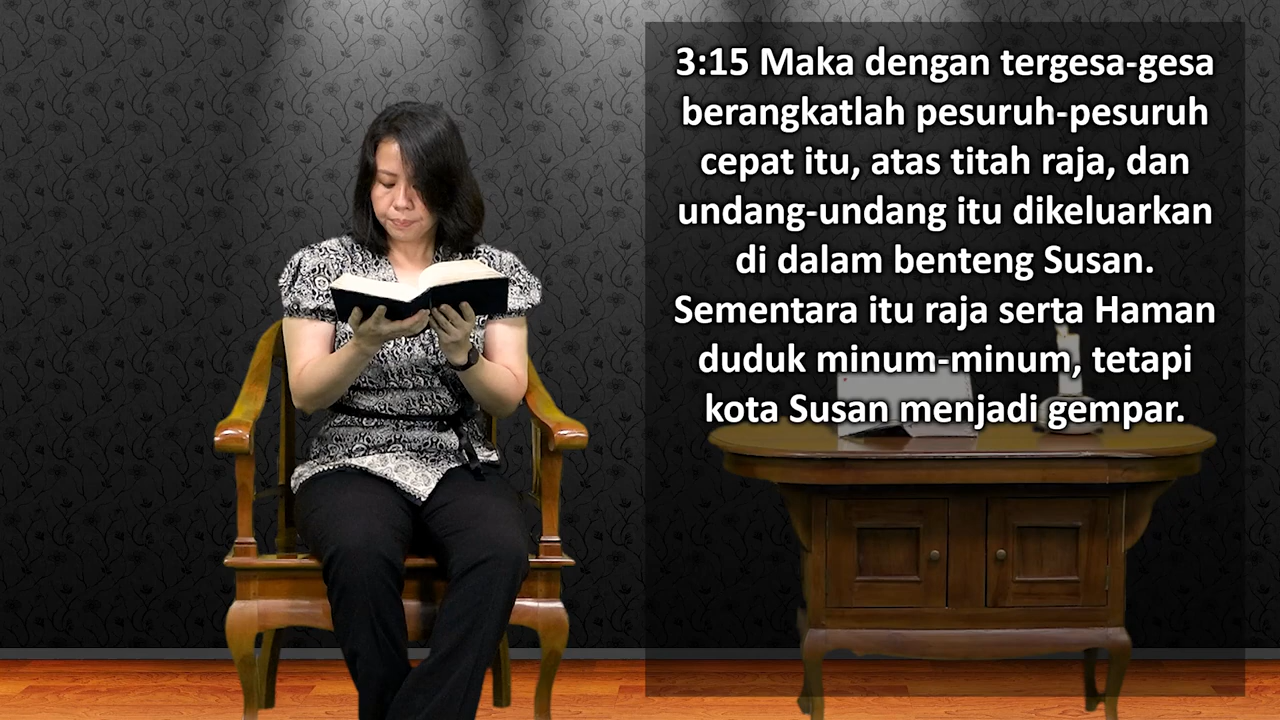 3:15 Maka dengan tergesa-gesa
berangkatlah pesuruh-pesuruh
cepat itu, atas titah raja, dan
undang-undang itu dikeluarkan
di dalam benteng Susan.
Sementara itu raja serta Haman
duduk minum-minum, tetapi
kota Susan menjadi gempar.